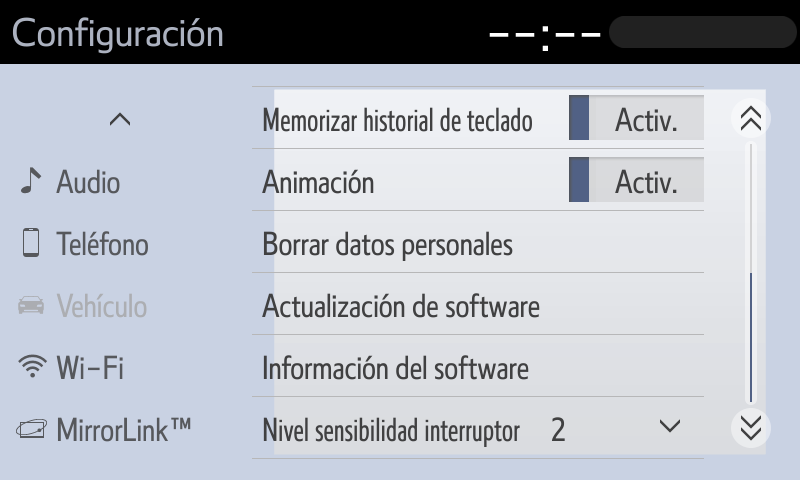 Configuración --:--
Memorizar historial de teclado Activ.
Audio Animación Activ.
Teléfono Borrar datos personales
Vehículo Actualización de software
Wi-Fi Información del software
MirrorLink™ Nivel sensibilidad interruptor 2